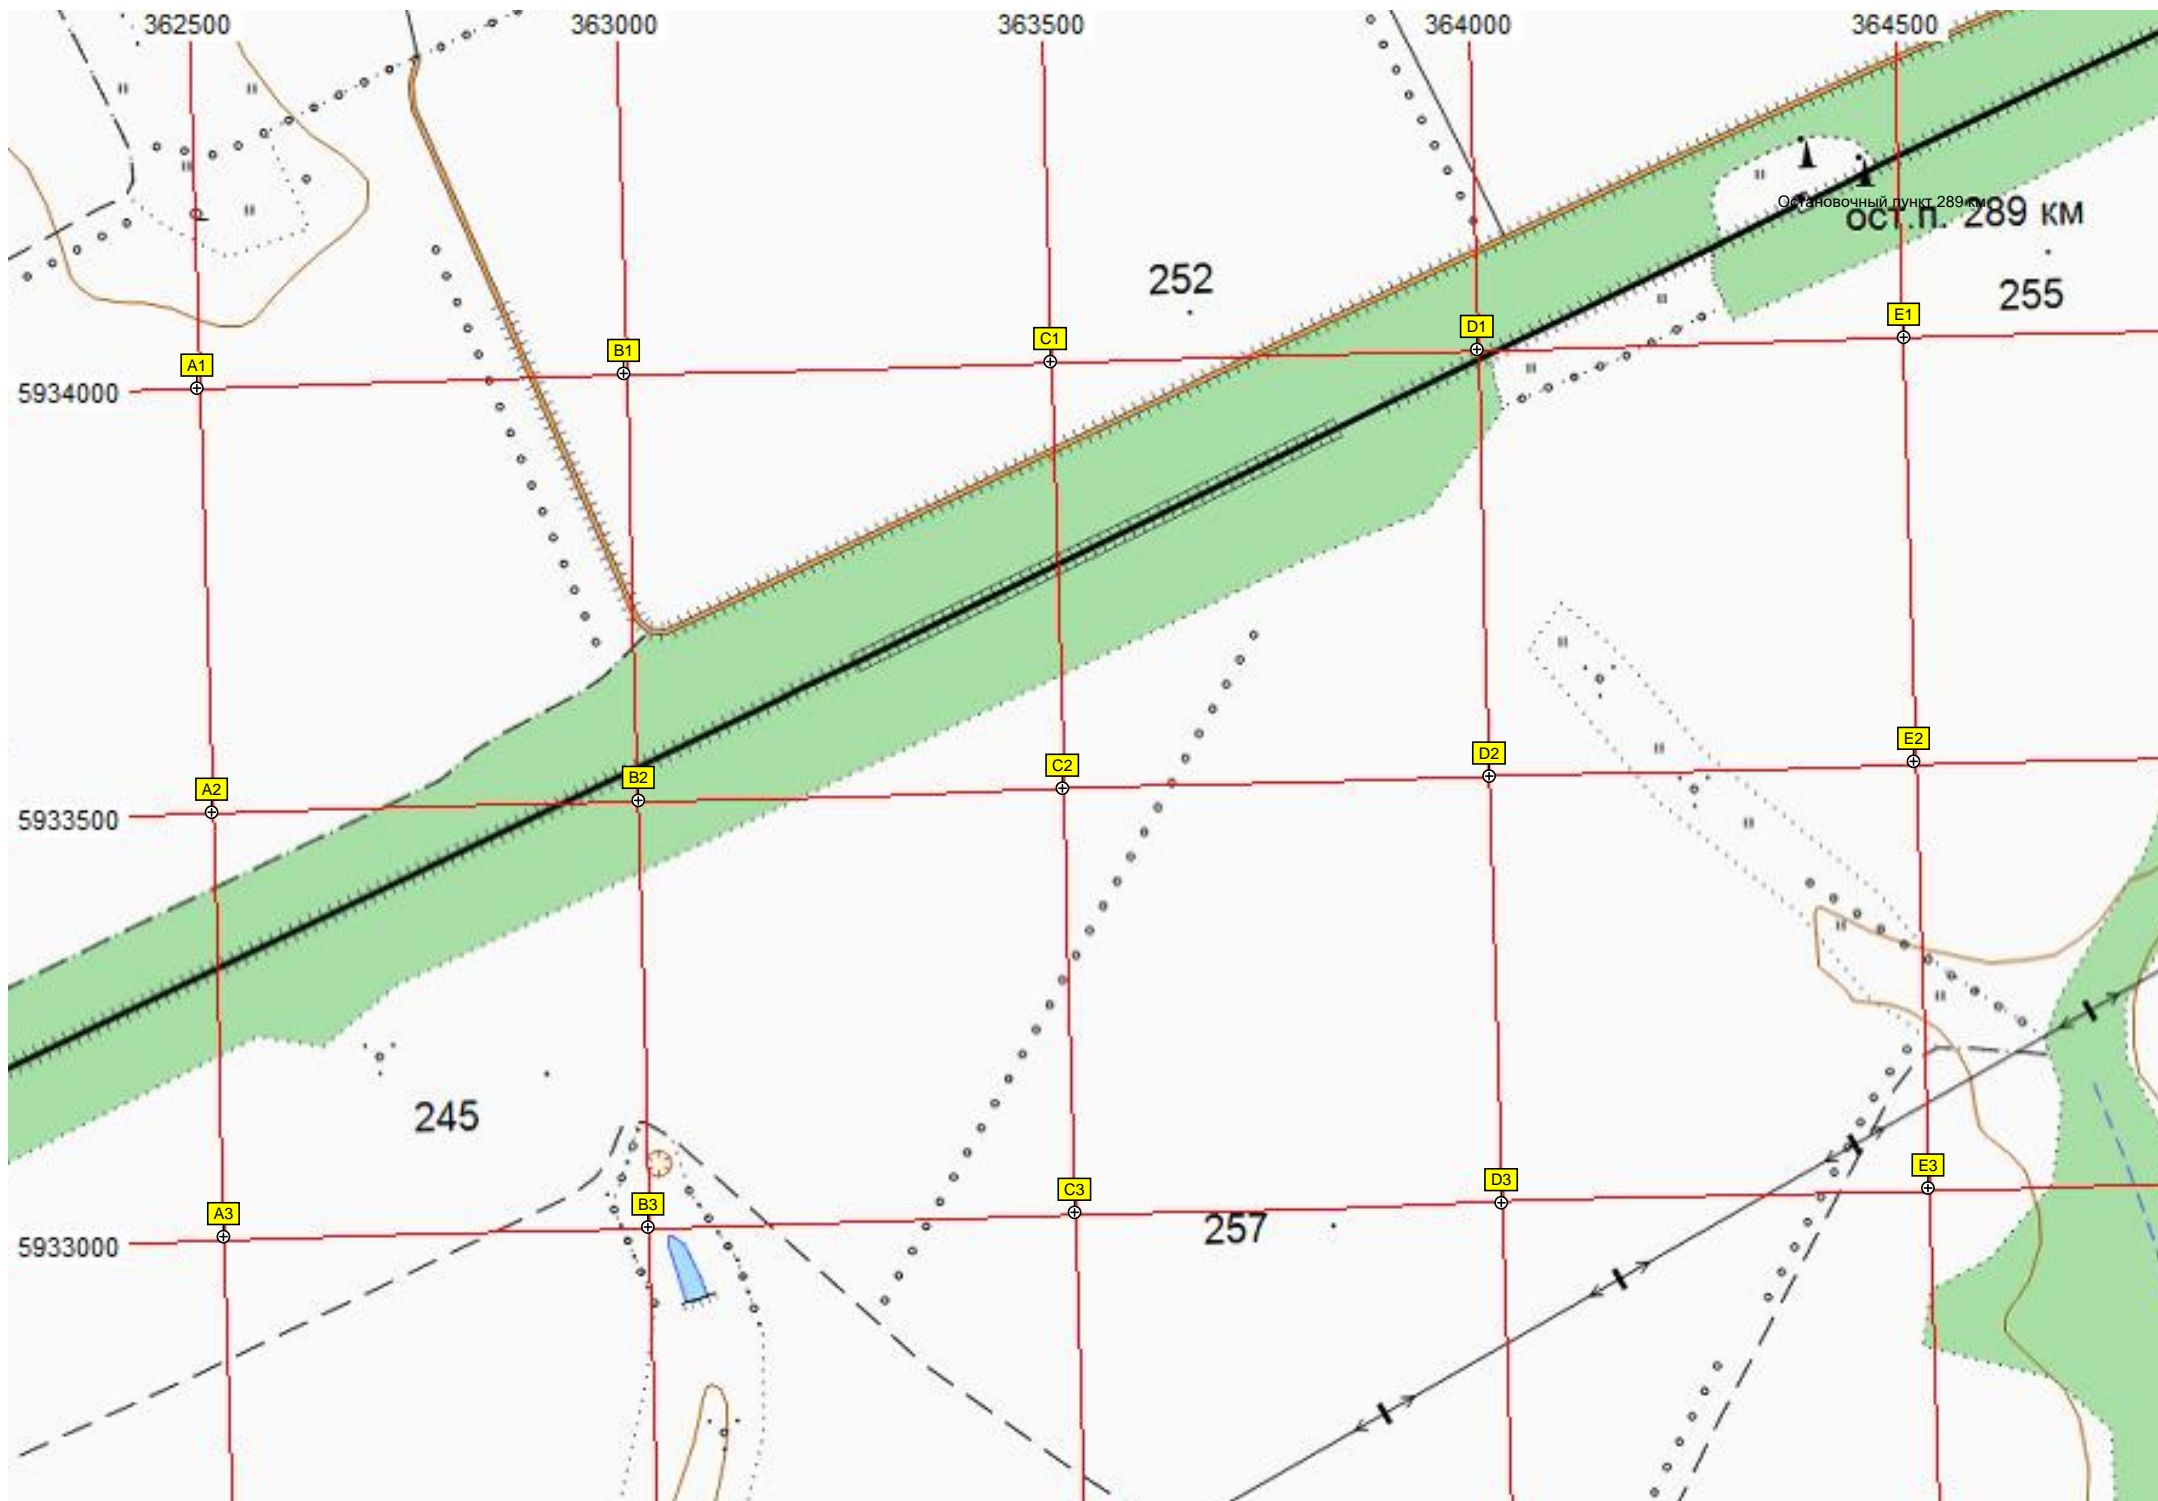 362500 363000 363500 364000 364500
Остановочный пункт 289 км
ост.п. 289 км
252
255
E1
D1
C1
B1
A1
5934000
E2
D2
C2
B2
A2
5933500
245
E3
D3
C3
B3
A3
257
5933000